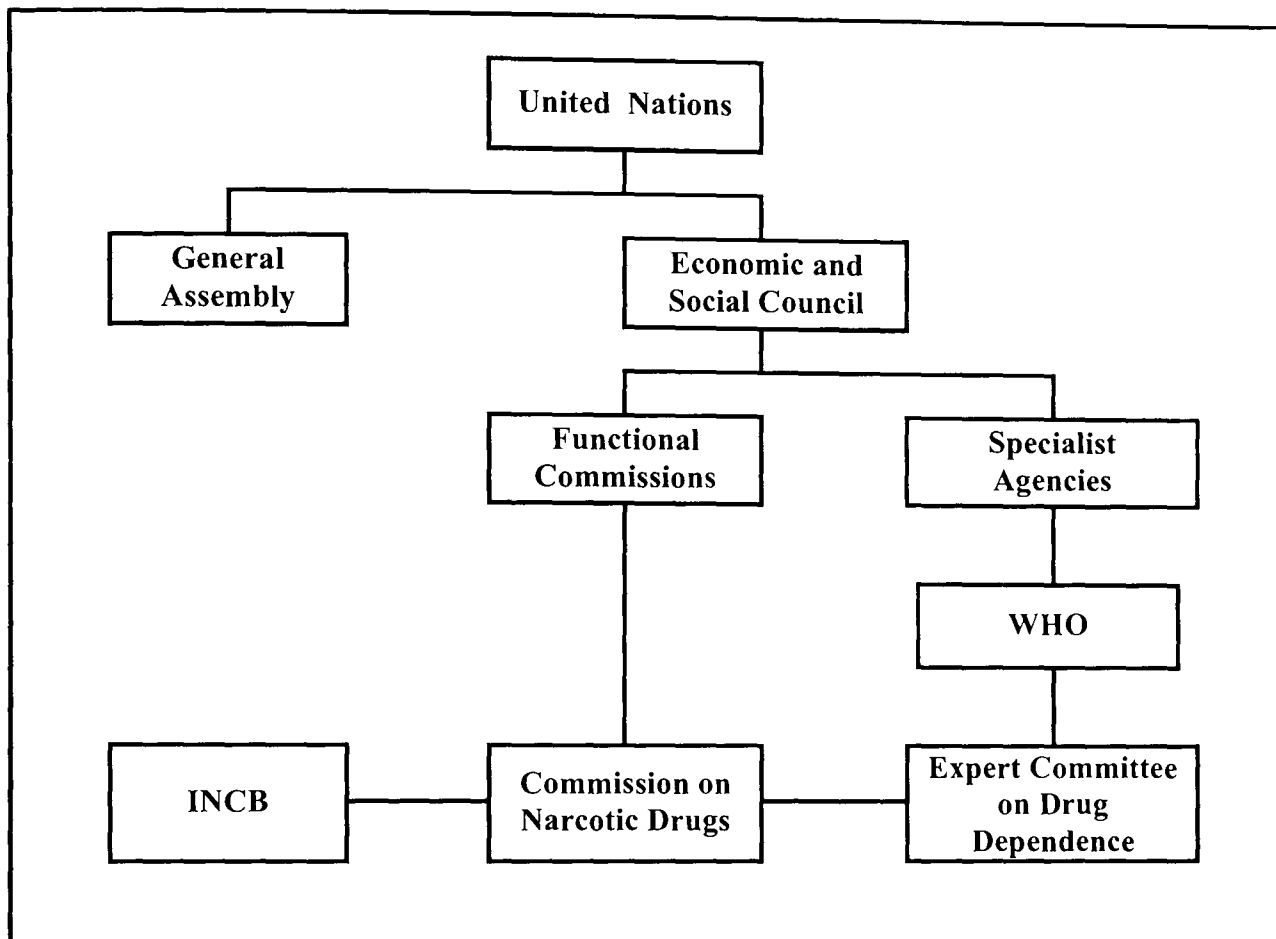 United Nations
General
Assembly
Economic and
Social Council
Functional
Commissions
Specialist
Agencies
WHO
INCB
Commission on
Narcotic Drugs
Expert Committee
on Drug
Dependence